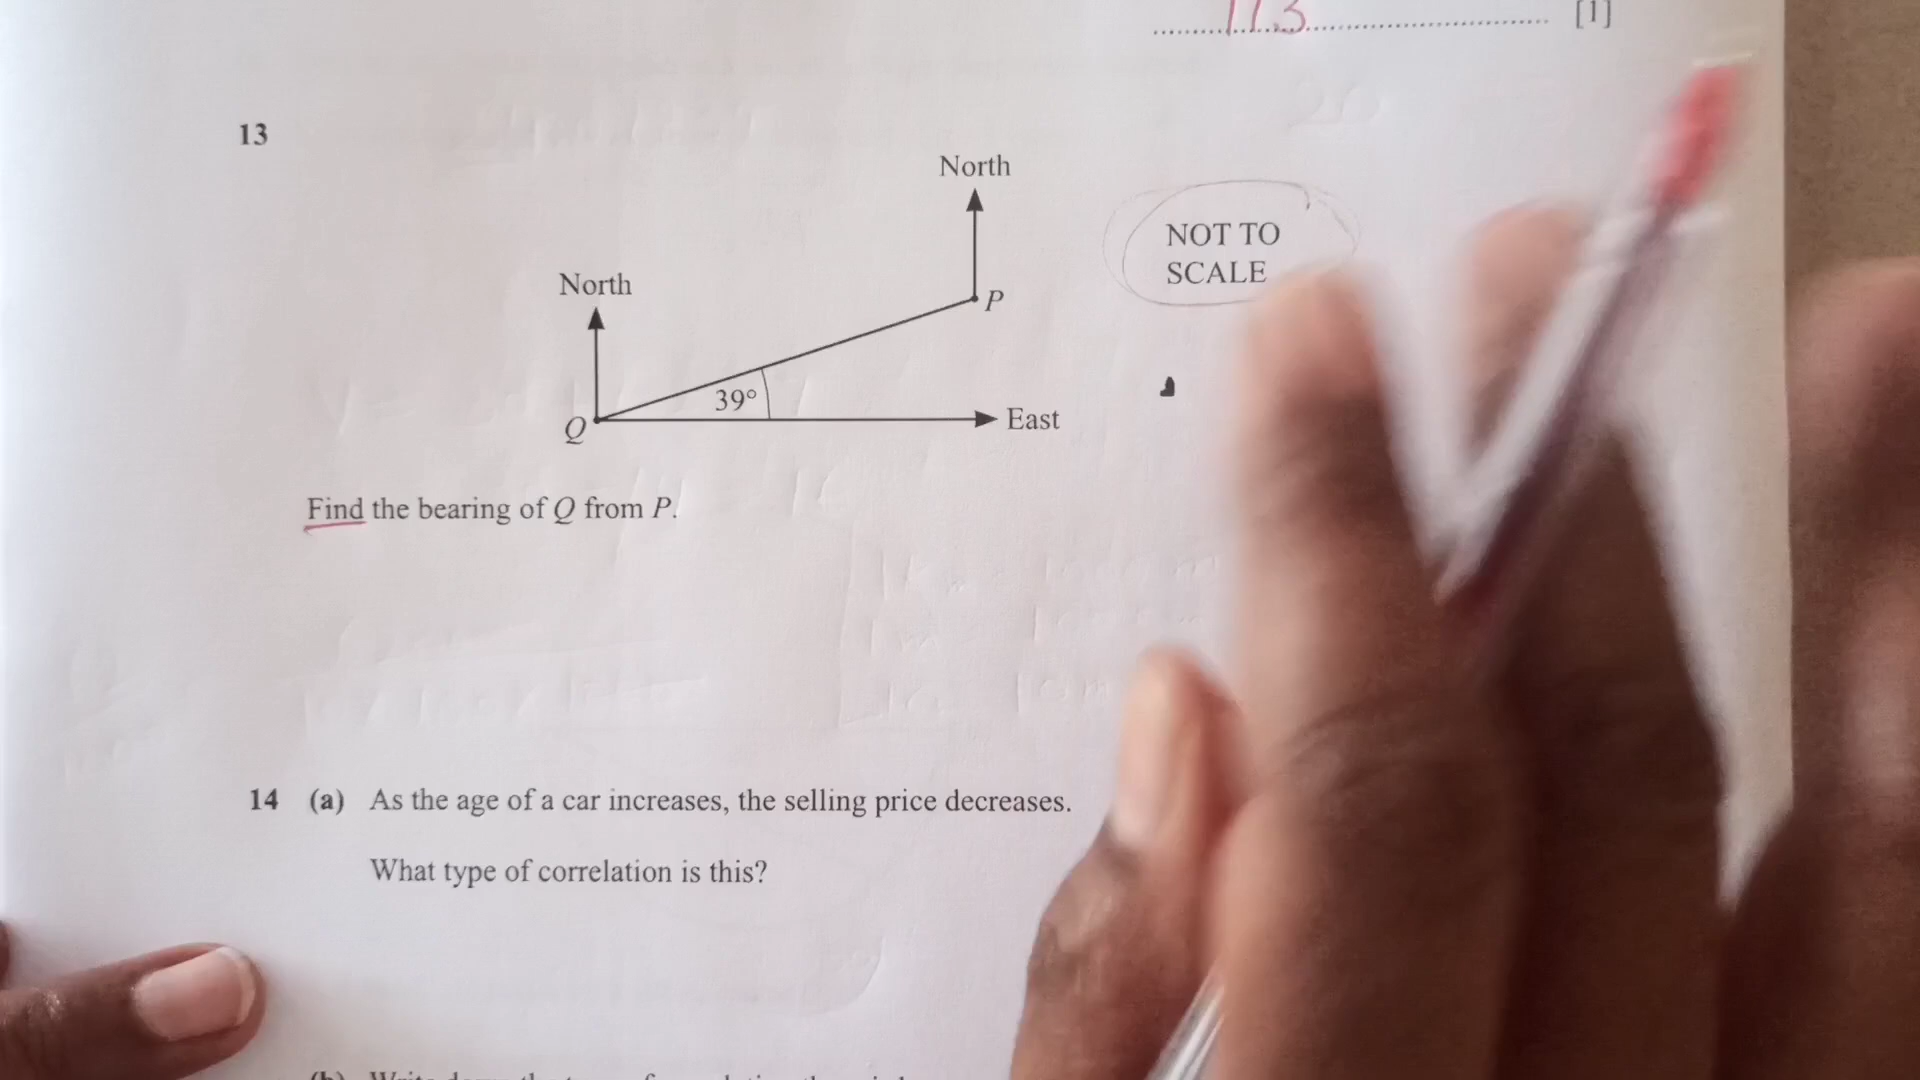 113 [1]
13
North
North
NOT TO
SCALE
P
39°
Q
East
Find the bearing of Q from P.
14 (a) As the age of a car increases, the selling price decreases.
What type of correlation is this?